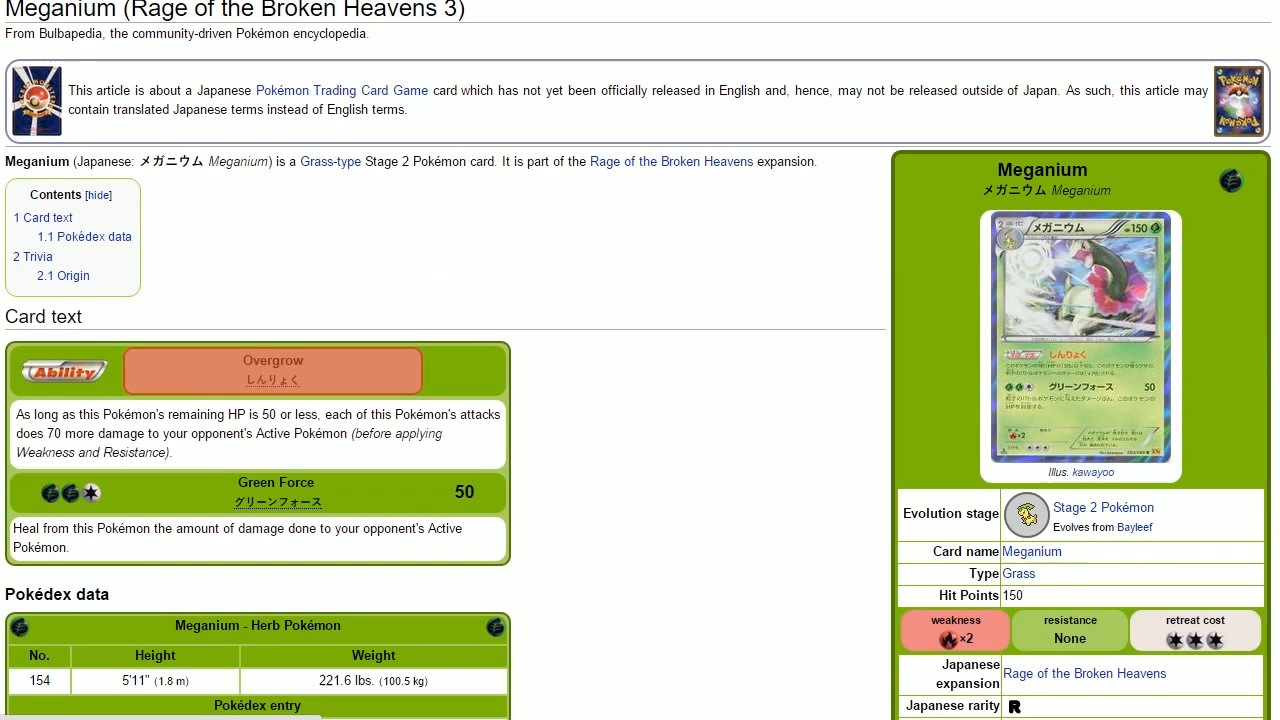 Meganium (Rage of the Broken Heavens 3)
From Bulbapedia, the community-driven Pokémon encyclopedia.
This article is about a Japanese Pokémon Trading Card Game card which has not yet been officially released in English and, hence, may not be released outside of Japan. As such, this article may
contain translated Japanese terms instead of English terms.
Meganium (Japanese: メガニウム Meganium) is a Grass-type Stage 2 Pokémon card. It is part of the Rage of the Broken Heavens expansion.
Contents [hide]
1 Card text
1.1 Pokédex data
2 Trivia
2.1 Origin
Card text
Ability
Overgrow
しんりょく
As long as this Pokémon's remaining HP is 50 or less, each of this Pokémon's attacks
does 70 more damage to your opponent's Active Pokémon (before applying
Weakness and Resistance).
Green Force
グリーンフォース
50
Heal from this Pokémon the amount of damage done to your opponent's Active
Pokémon.
Pokédex data
Meganium - Herb Pokémon
No. Height Weight
154 5'11" (1.8 m) 221.6 lbs. (100.5 kg)
Pokédex entry
Meganium
メガニウム Meganium
メガニウム
150
しんりょく
グリーンフォース 50
×2
Illus. kawayoo
Evolution stage Stage 2 Pokémon
Evolves from Bayleef
Card name Meganium
Type Grass
Hit Points 150
weakness resistance retreat cost
×2 None
Japanese
expansion Rage of the Broken Heavens
Japanese rarity R